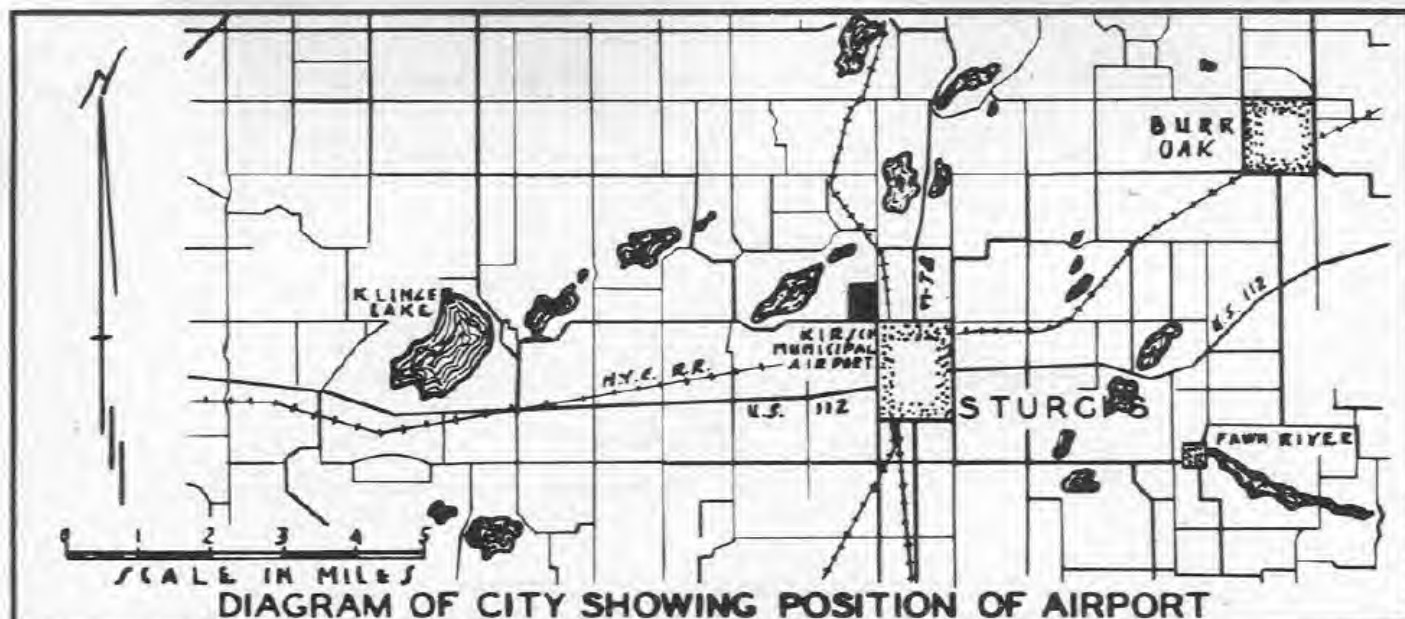 N
BURR
OAK
KLINGE
LAKE
M-78
U.S. 112
KIRSCH
MUNICIPAL
AIRPORT
N.Y.C. R.R.
U.S. 112
STURGIS
FAWN RIVER
0 1 2 3 4 5
SCALE IN MILES
DIAGRAM OF CITY SHOWING POSITION OF AIRPORT